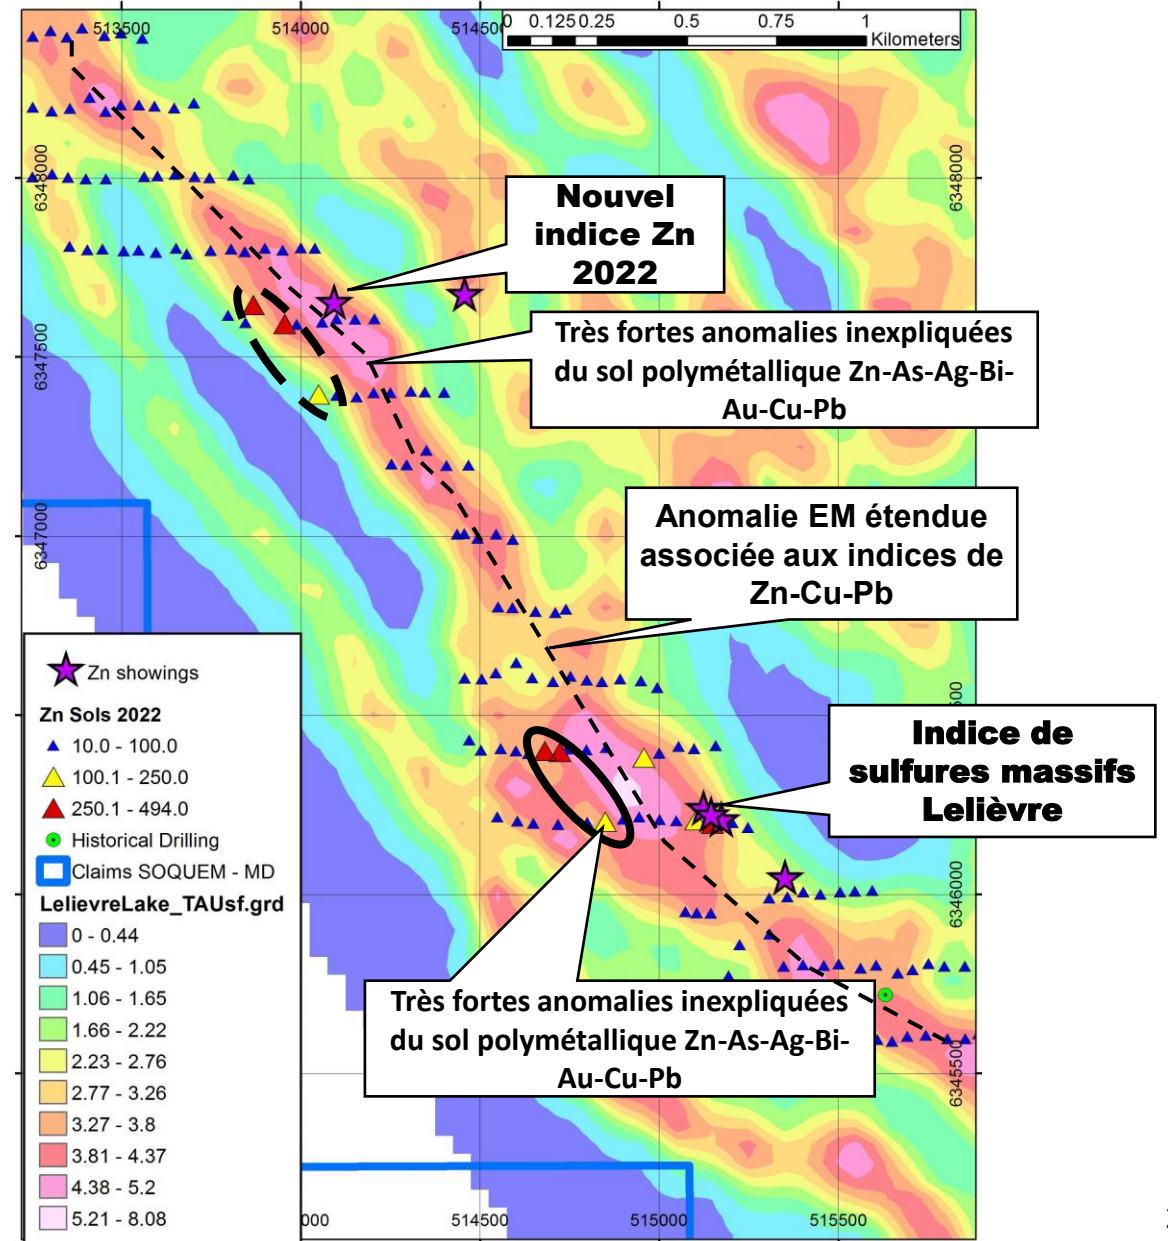 513500
514000
51450
0 0.125 0.25 0.5 0.75 1
Kilometers
6348000
6348000
Nouvel
indice Zn
2022
Très fortes anomalies inexpliquées
du sol polymétallique Zn-As-Ag-Bi-
Au-Cu-Pb
6347500
Anomalie EM étendue
associée aux indices de
Zn-Cu-Pb
6347000
Zn showings
Zn Sols 2022
10.0 - 100.0
100.1 - 250.0
250.1 - 494.0
Historical Drilling
Claims SOQUEM - MD
LelievreLake_TAUsf.grd
0 - 0.44
0.45 - 1.05
1.06 - 1.65
1.66 - 2.22
2.23 - 2.76
2.77 - 3.26
3.27 - 3.8
3.81 - 4.37
4.38 - 5.2
5.21 - 8.08
500
Indice de
sulfures massifs
Lelièvre
6346000
Très fortes anomalies inexpliquées
du sol polymétallique Zn-As-Ag-Bi-
Au-Cu-Pb
6345500
000
514500
515000
515500